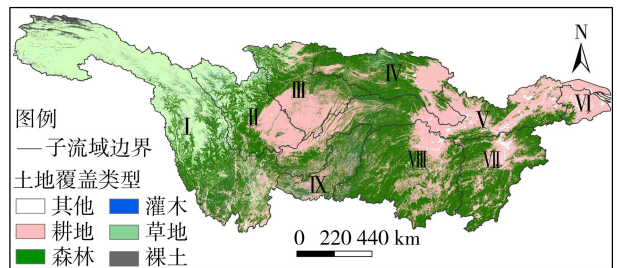 N
I
II
III
IV
V
VI
VII
VIII
IX
图例
子流域边界
土地覆盖类型
其他 灌木
耕地 草地
森林 裸土
0 220 440 km